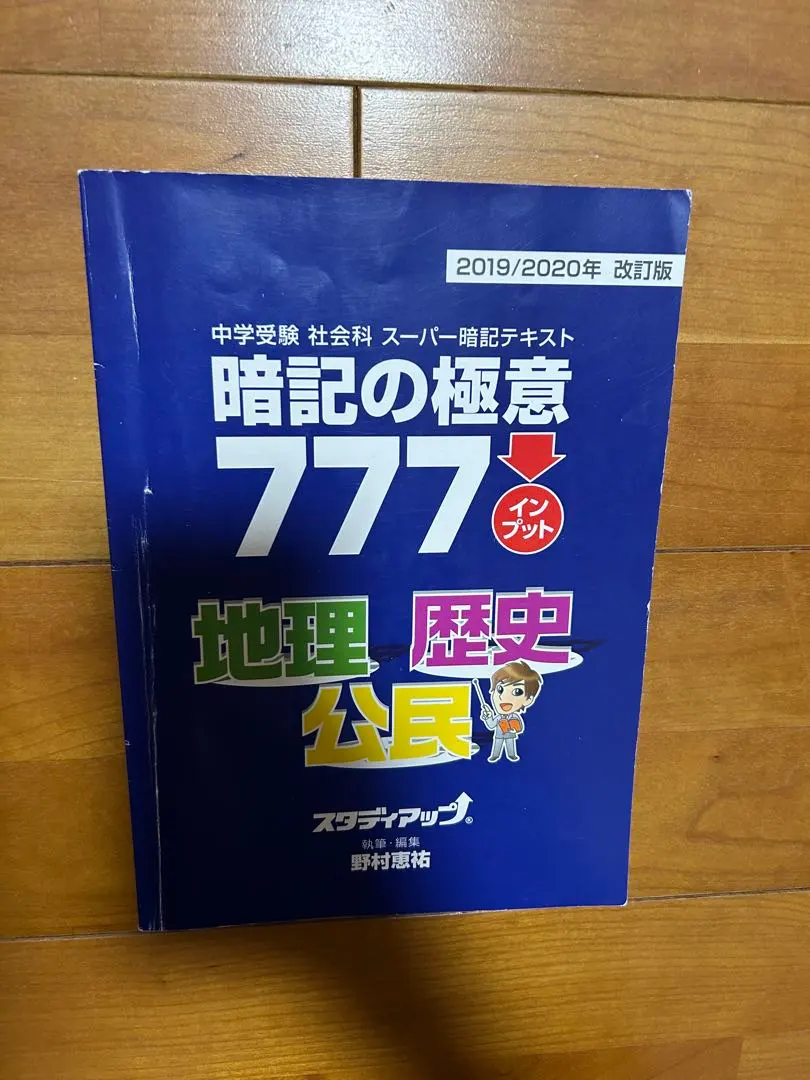 2019/2020年 改訂版
中学受験 社会科 スーパー暗記テキスト
暗記の極意
777
イン
プット
地理 歴史
公民
スタディアップ®
執筆・編集
野村恵祐